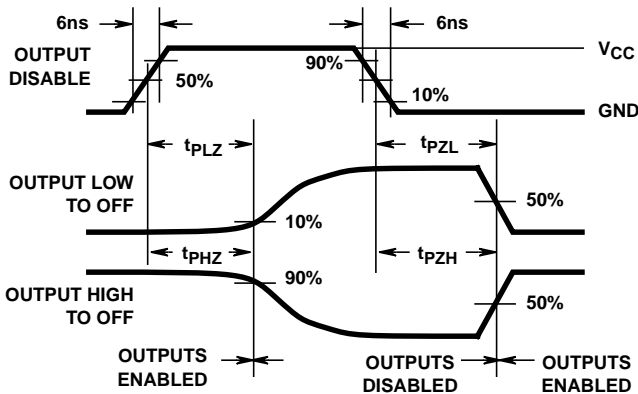 6ns
6ns
OUTPUT
DISABLE
50%
90%
10%
VCC
GND
tPLZ
tPZL
OUTPUT LOW
TO OFF
10%
50%
tPHZ
tPZH
OUTPUT HIGH
TO OFF
90%
50%
OUTPUTS
ENABLED
OUTPUTS
DISABLED
OUTPUTS
ENABLED